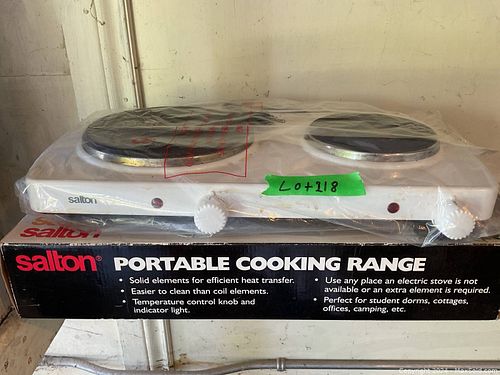 salton
Lot 218
salton
salton® PORTABLE COOKING RANGE
• Solid elements for efficient heat transfer.
• Easier to clean than coil elements.
• Temperature control knob and
indicator light.
• Use any place an electric stove is not
available or an extra element is required.
• Perfect for student dorms, cottages,
offices, camping, etc.